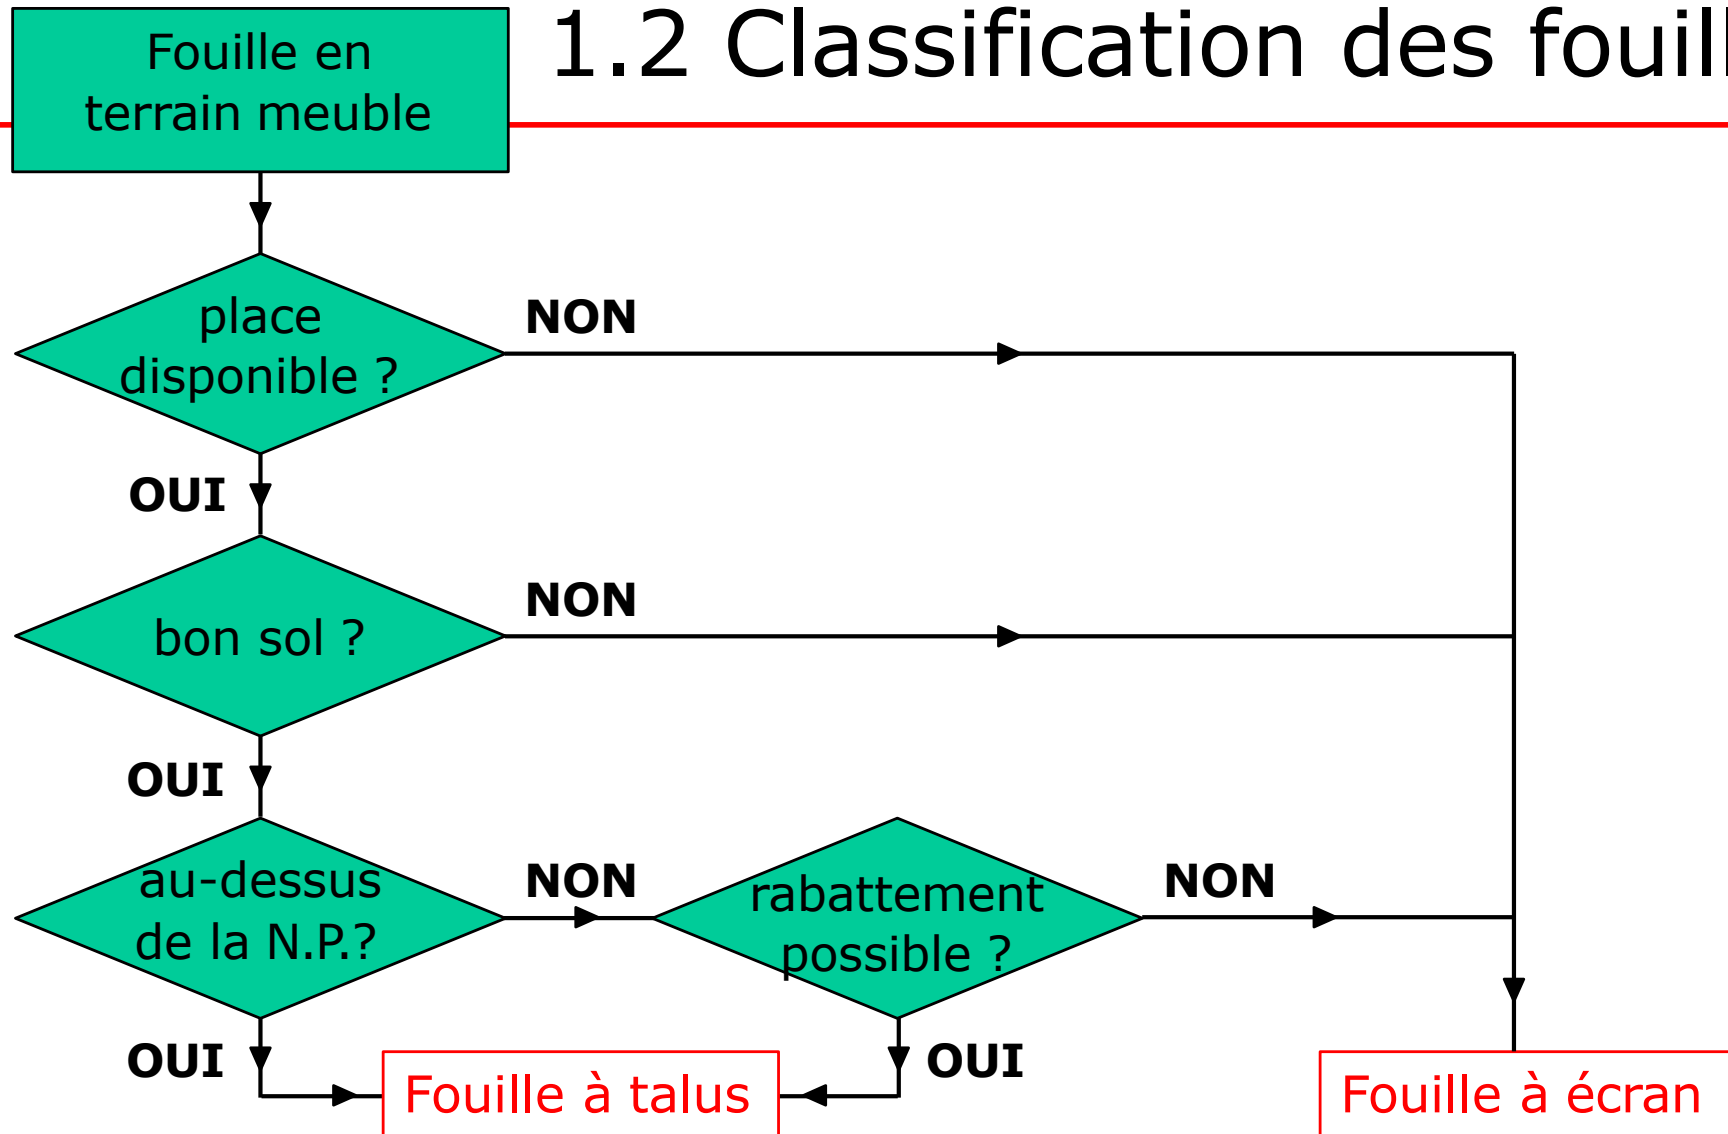 1.2 Classification des fouill
Fouille en
terrain meuble
place
disponible ?
NON
OUI
bon sol ?
NON
OUI
au-dessus
de la N.P.?
NON
rabattement
possible ?
NON
OUI
OUI
Fouille à talus
Fouille à écran